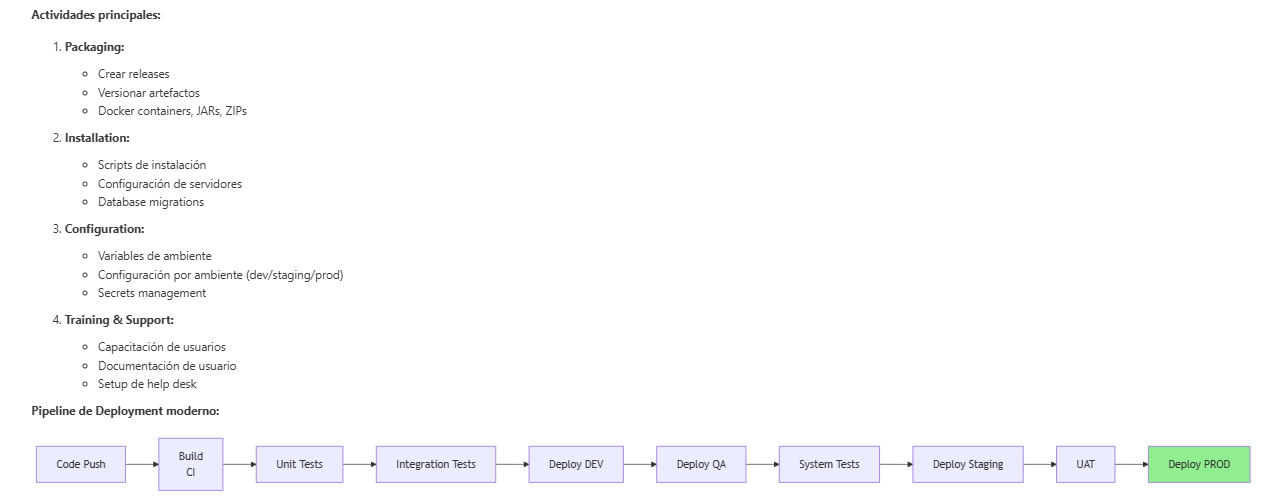 Actividades principales:
1. Packaging:
Crear releases
Versionar artefactos
Docker containers, JARs, ZIPs
2. Installation:
Scripts de instalación
Configuración de servidores
Database migrations
3. Configuration:
Variables de ambiente
Configuración por ambiente (dev/staging/prod)
Secrets management
4. Training & Support:
Capacitación de usuarios
Documentación de usuario
Setup de help desk
Pipeline de Deployment moderno:
Code Push
Build
CI
Unit Tests
Integration Tests
Deploy DEV
Deploy QA
System Tests
Deploy Staging
UAT
Deploy PROD